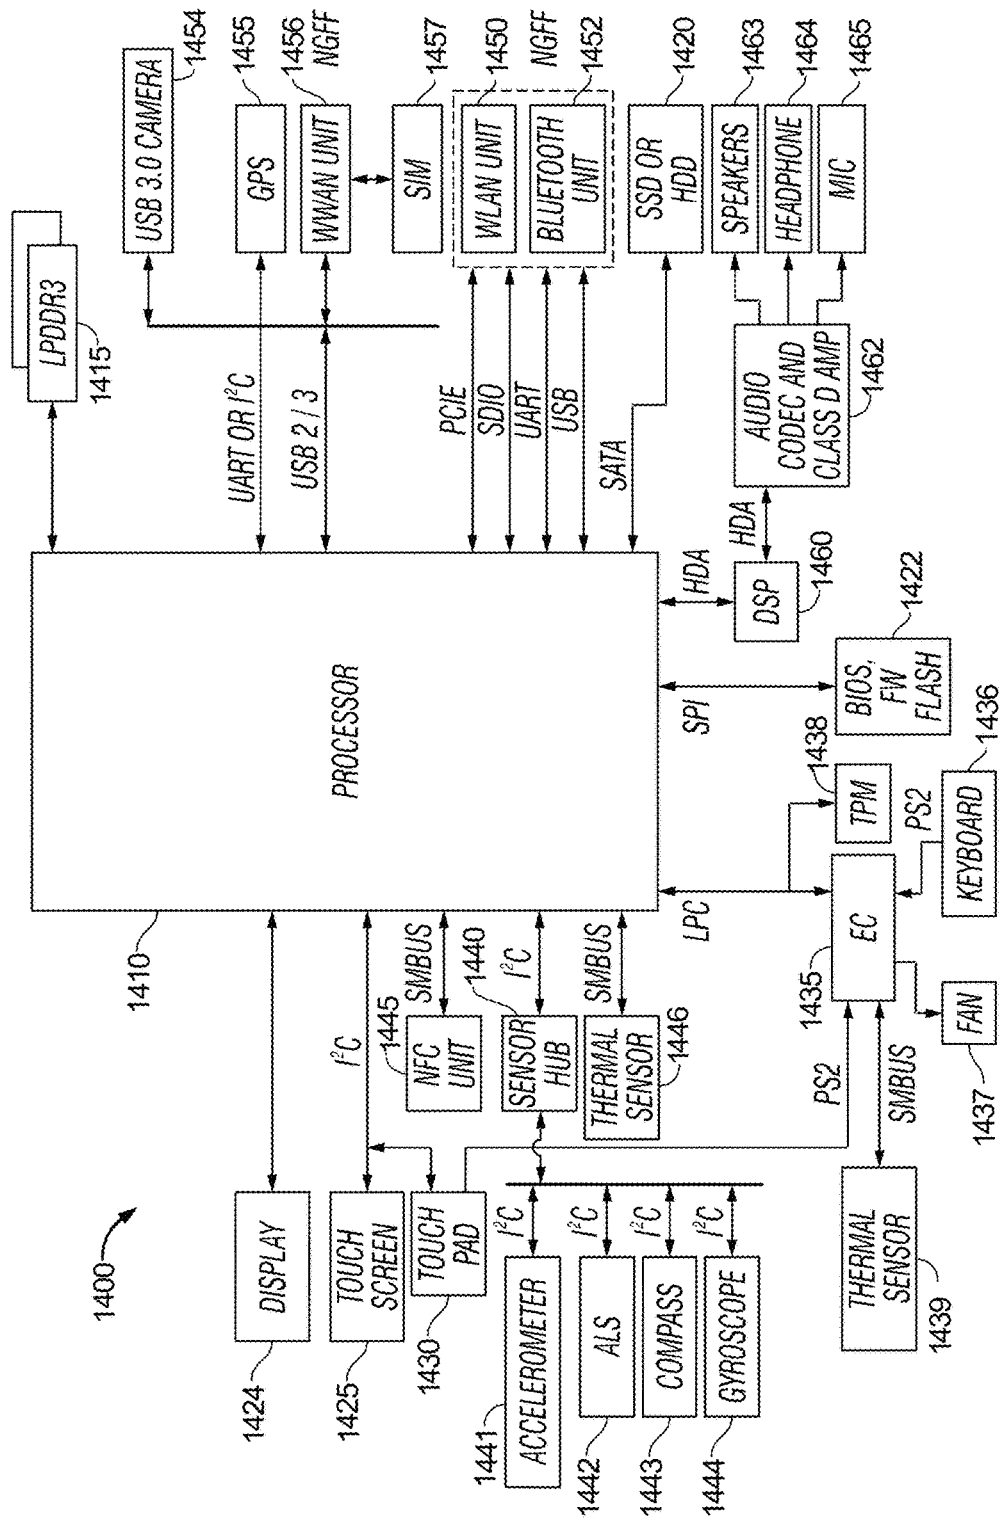 1400
LPDDR3
1415
USB 3.0 CAMERA
1454
GPS
1455
WWAN UNIT
1456
NGFF
SIM
1457
WLAN UNIT
1450
NGFF
BLUETOOTH
UNIT
1452
SSD OR
HDD
1420
SPEAKERS
1463
HEADPHONE
1464
MIC
1465
UART OR I²C
USB 2 / 3
PCIE
SDIO
UART
USB
SATA
AUDIO
CODEC AND
CLASS D AMP
1462
HDA
HDA
DSP
1460
PROCESSOR
1410
SPI
BIOS,
FW
FLASH
1422
LPC
TPM
1438
EC
1435
PS2
KEYBOARD
1436
FAN
1437
SMBUS
PS2
THERMAL
SENSOR
1439
DISPLAY
1424
I²C
TOUCH
SCREEN
1425
TOUCH
PAD
1430
SMBUS
NFC
UNIT
1445
I²C
SENSOR
HUB
1440
SMBUS
THERMAL
SENSOR
1446
I²C
I²C
I²C
I²C
ACCELEROMETER
1441
ALS
1442
COMPASS
1443
GYROSCOPE
1444